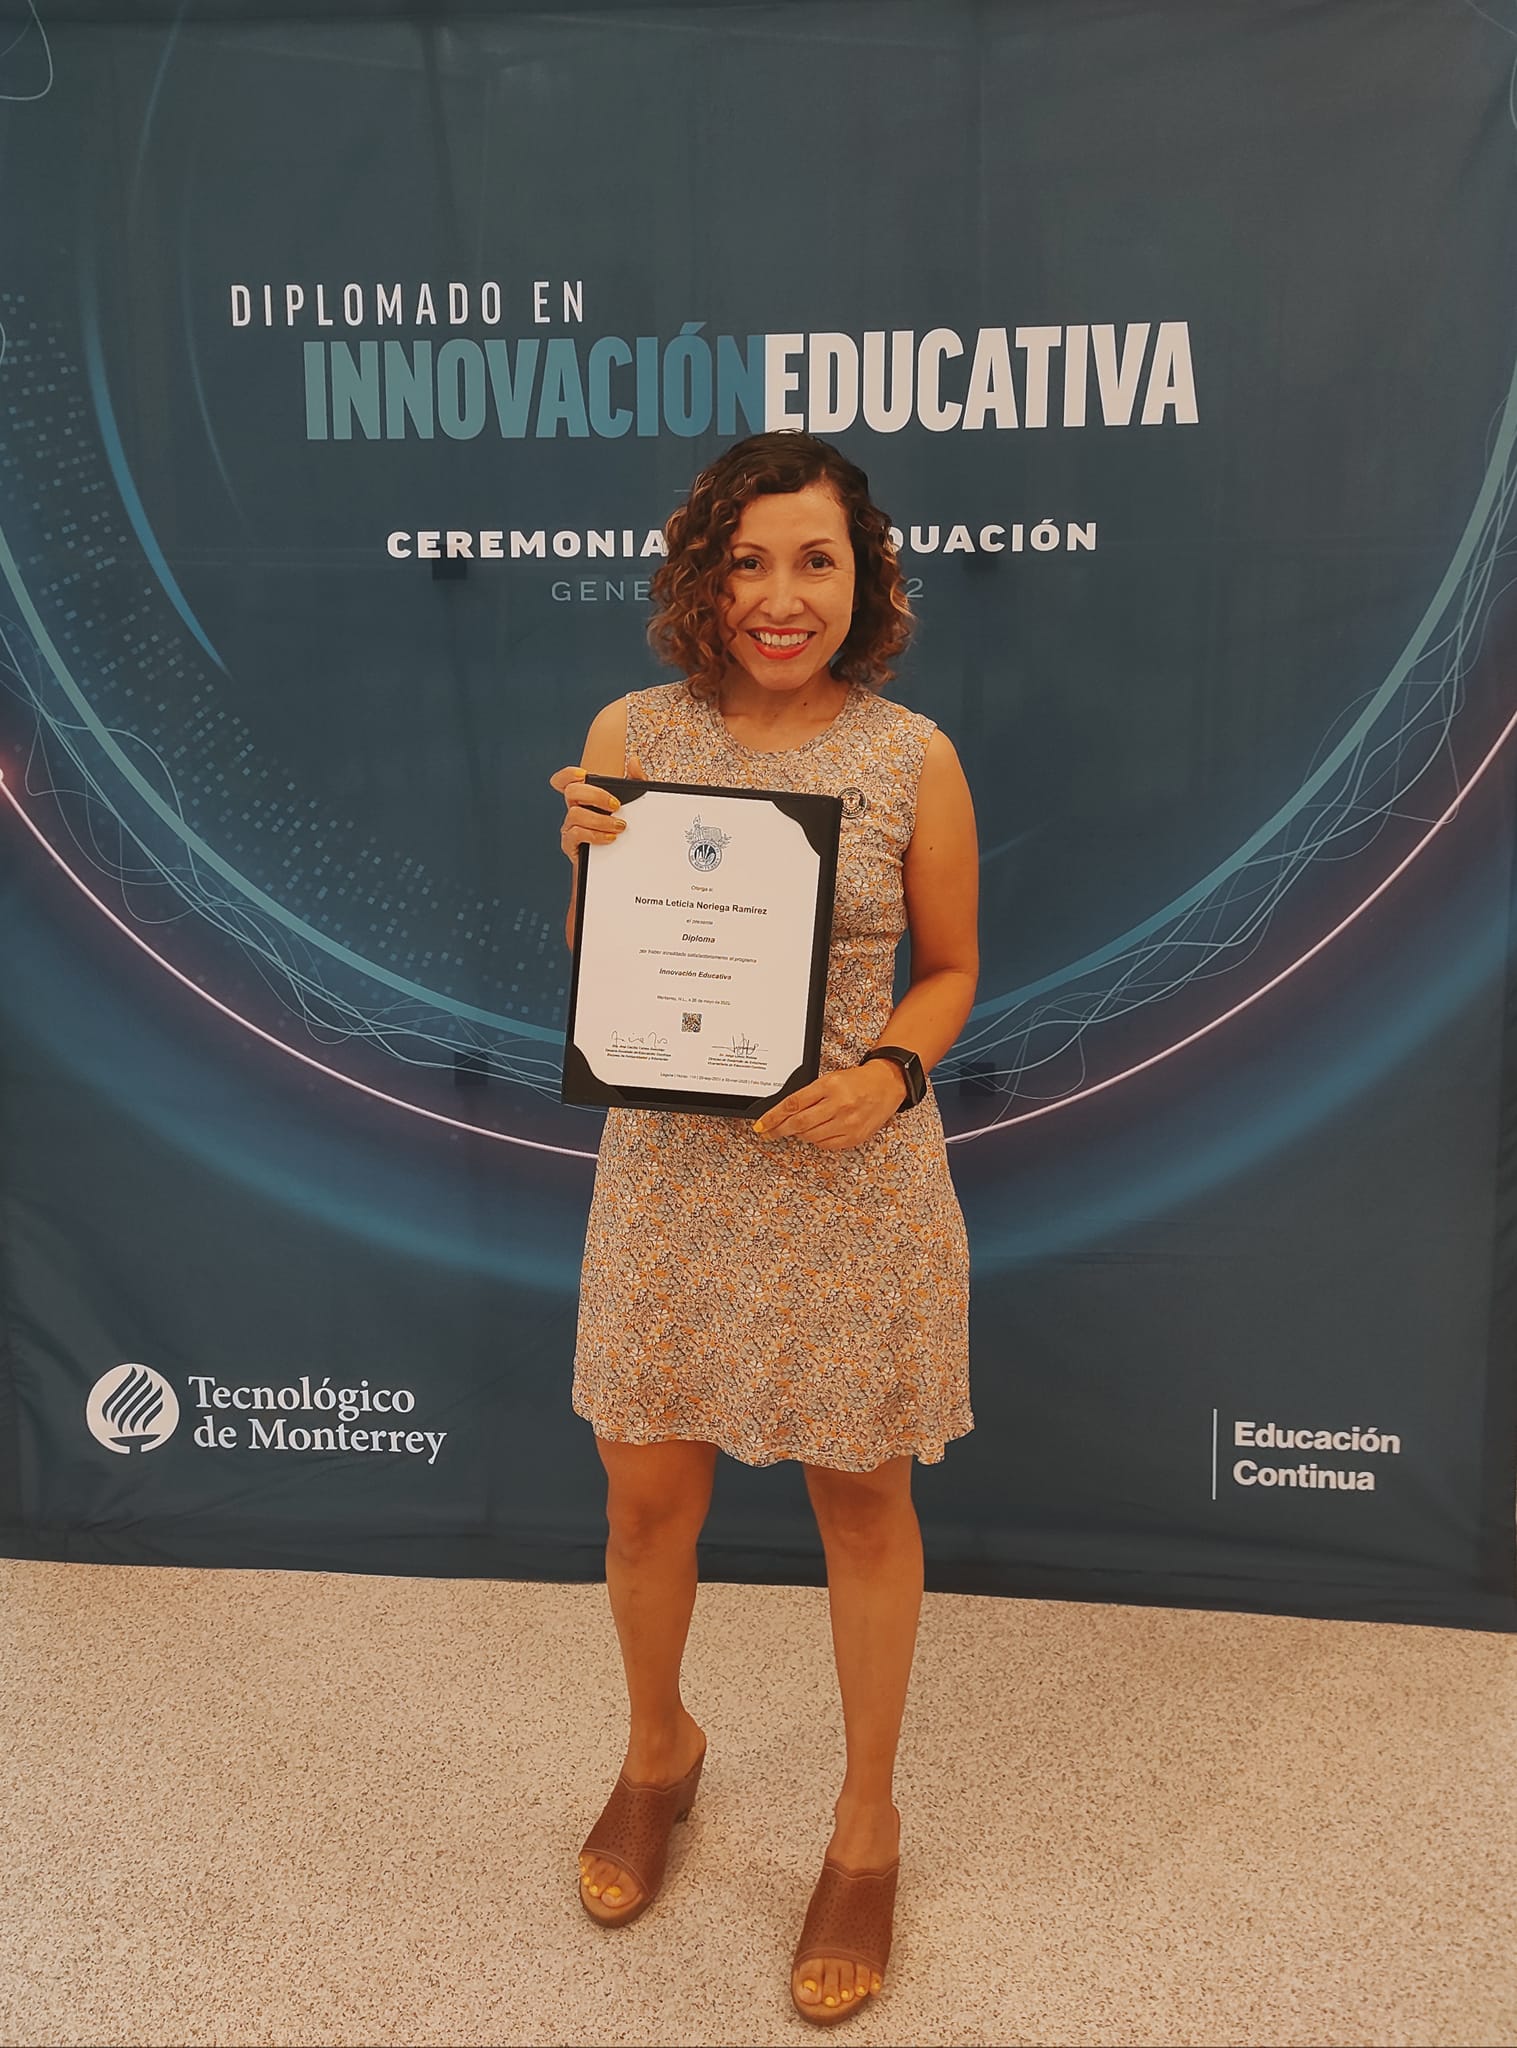 DIPLOMADO EN
INNOVACIÓNEDUCATIVA
CEREMONIA DUACIÓN
GENE 2
Otorga a:
Norma Leticia Noriega Ramírez
el presente
Diploma
por haber acreditado satisfactoriamente el programa
Innovación Educativa
Tecnológico
de Monterrey
Educación
Continua